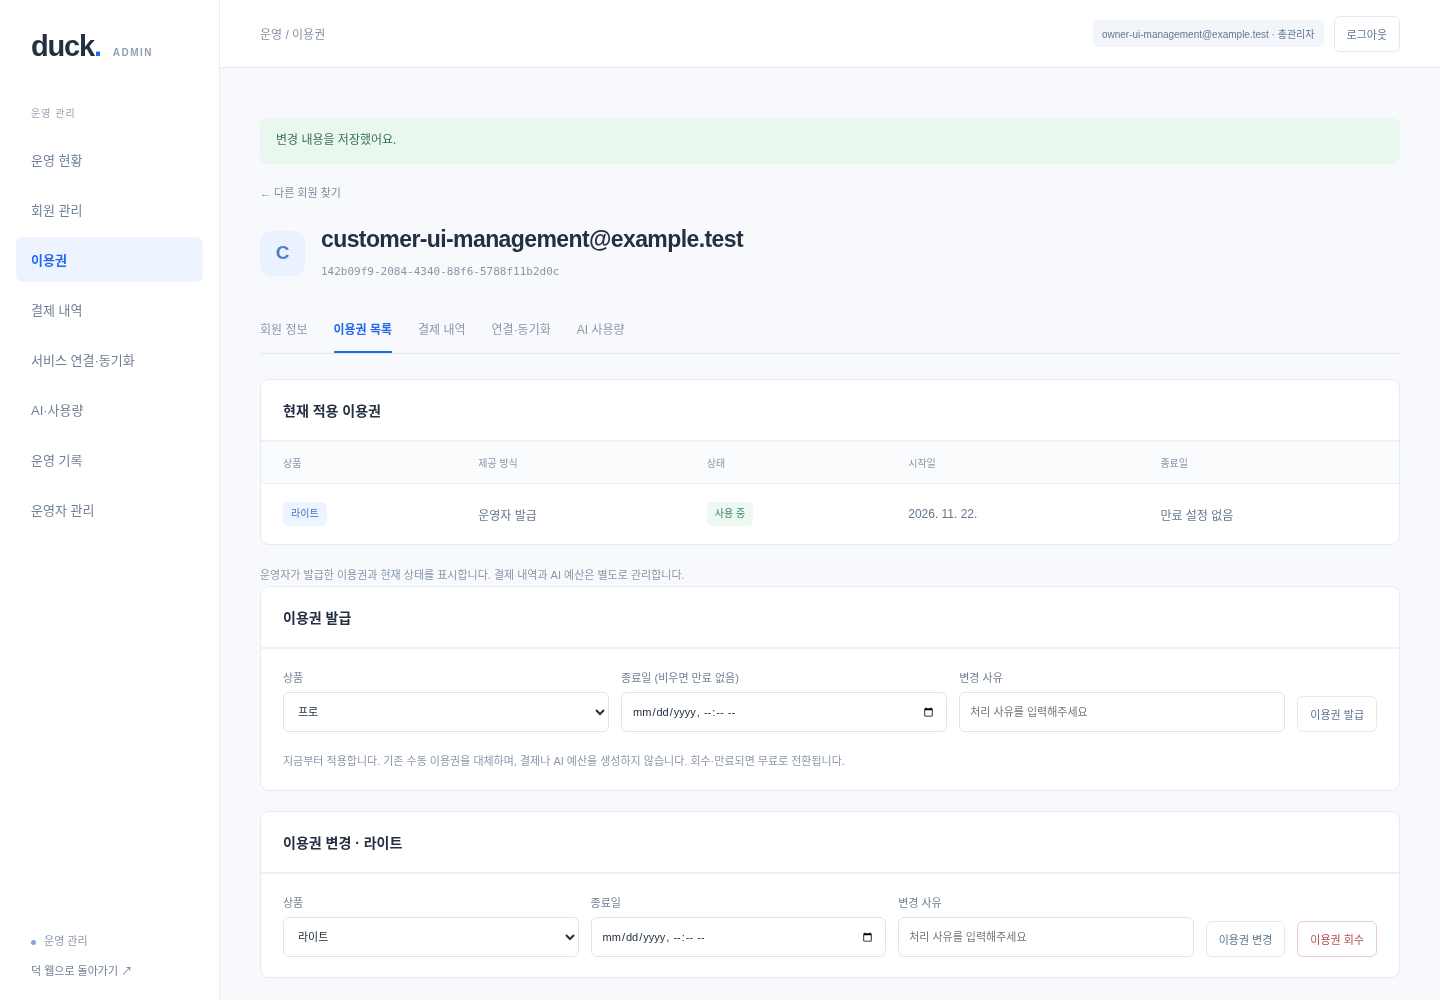 duck. ADMIN
운영 / 이용권
owner-ui-management@example.test · 총관리자
로그아웃
운영 관리
운영 현황
회원 관리
이용권
결제 내역
서비스 연결·동기화
AI·사용량
운영 기록
운영자 관리
운영 관리
덕 웹으로 돌아가기 ↗
변경 내용을 저장했어요.
← 다른 회원 찾기
C
customer-ui-management@example.test
142b09f9-2084-4340-88f6-5788f11b2d0c
회원 정보 이용권 목록 결제 내역 연결·동기화 AI 사용량
현재 적용 이용권
상품 제공 방식 상태 시작일 종료일
라이트 운영자 발급 사용 중 2026. 11. 22. 만료 설정 없음
운영자가 발급한 이용권과 현재 상태를 표시합니다. 결제 내역과 AI 예산은 별도로 관리합니다.
이용권 발급
상품 종료일 (비우면 만료 없음) 변경 사유
프로 mm/dd/yyyy, --:-- -- 처리 사유를 입력해주세요 이용권 발급
지금부터 적용합니다. 기존 수동 이용권을 대체하며, 결제나 AI 예산을 생성하지 않습니다. 회수·만료되면 무료로 전환됩니다.
이용권 변경 · 라이트
상품 종료일 변경 사유
라이트 mm/dd/yyyy, --:-- -- 처리 사유를 입력해주세요 이용권 변경 이용권 회수